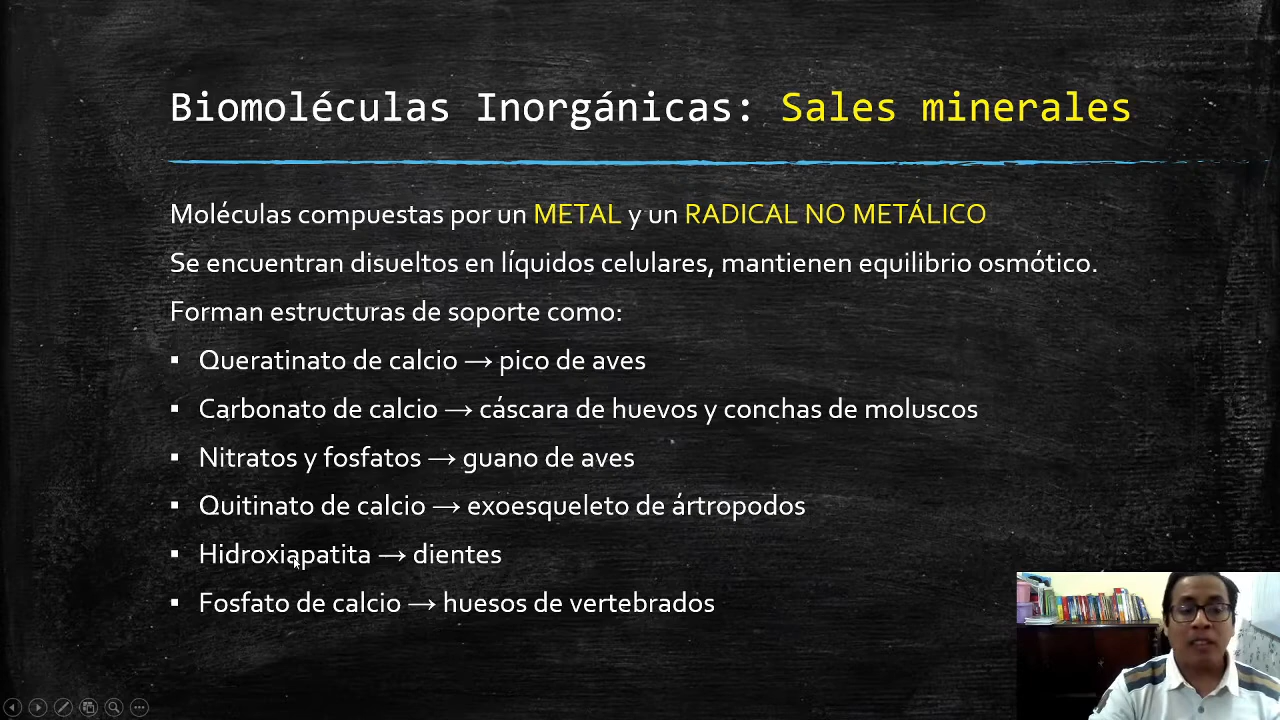 Biomoléculas Inorgánicas: Sales minerales
Moléculas compuestas por un METAL y un RADICAL NO METÁLICO
Se encuentran disueltos en líquidos celulares, mantienen equilibrio osmótico.
Forman estructuras de soporte como:
▪ Queratinato de calcio → pico de aves
▪ Carbonato de calcio → cáscara de huevos y conchas de moluscos
▪ Nitratos y fosfatos → guano de aves
▪ Quitinato de calcio → exoesqueleto de ártropodos
▪ Hidroxiapatita → dientes
▪ Fosfato de calcio → huesos de vertebrados